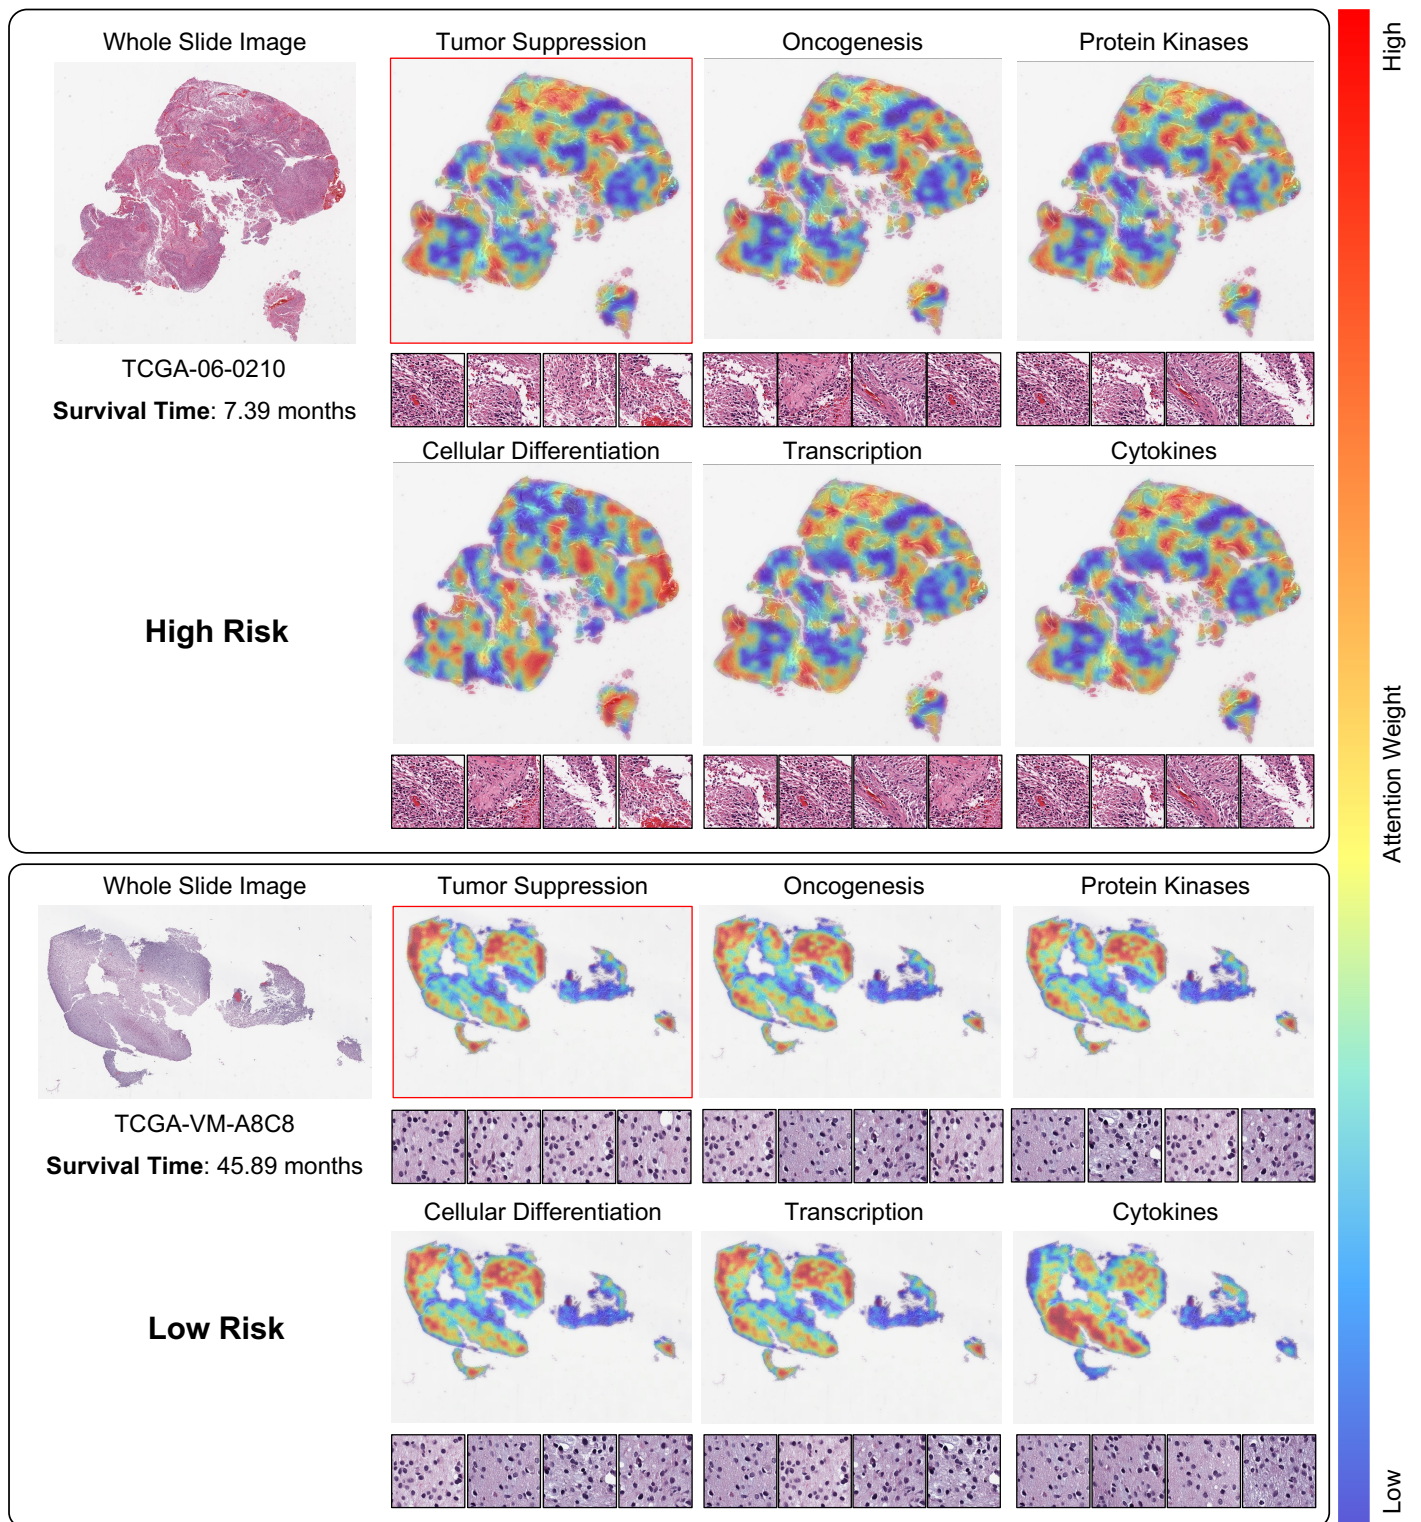 Whole Slide Image
Tumor Suppression
Oncogenesis
Protein Kinases
TCGA-06-0210
Survival Time: 7.39 months
Cellular Differentiation
Transcription
Cytokines
High Risk
Whole Slide Image
Tumor Suppression
Oncogenesis
Protein Kinases
TCGA-VM-A8C8
Survival Time: 45.89 months
Cellular Differentiation
Transcription
Cytokines
Low Risk
High
Attention Weight
Low